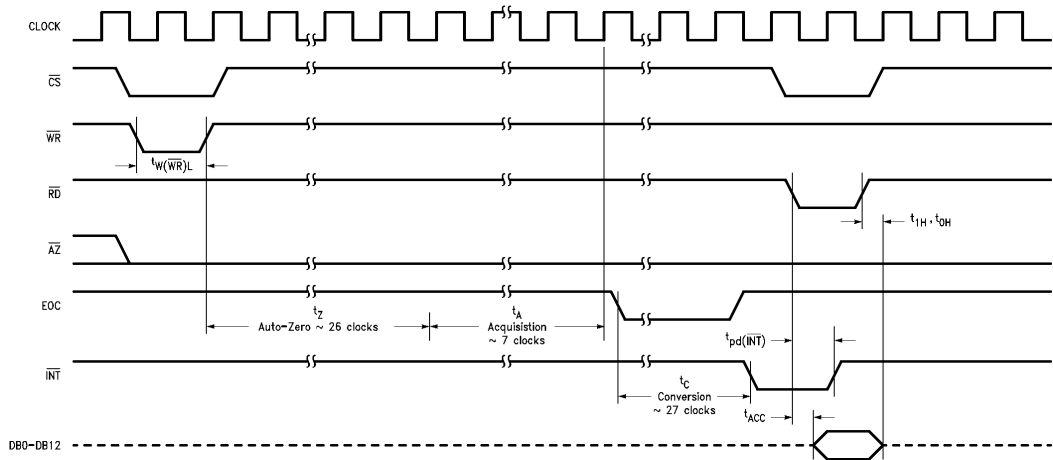 CLOCK
CS
WR
tW(WR)L
RD
t1H, t0H
AZ
EOC
tZ
Auto-Zero ~ 26 clocks
tA
Acquisistion
~ 7 clocks
tpd(INT)
INT
tC
Conversion
~ 27 clocks
tACC
DB0-DB12